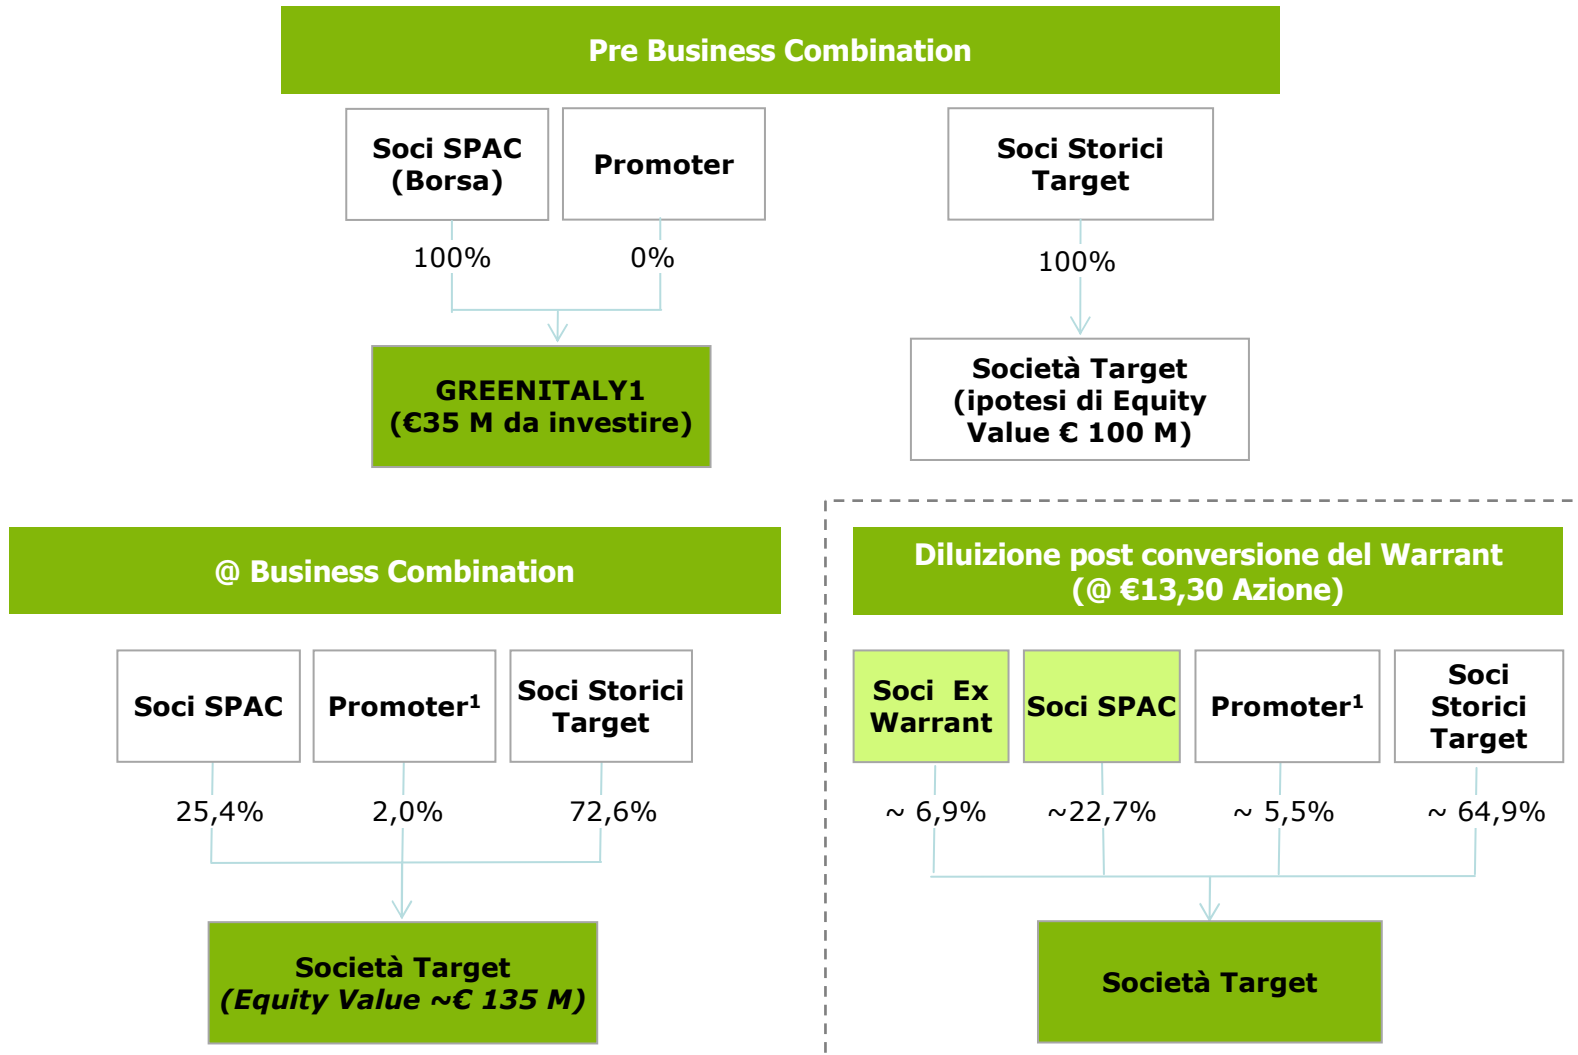 Pre Business Combination
Soci SPAC
(Borsa)
Promoter
Soci Storici
Target
100%
0%
100%
GREENITALY1
(€35 M da investire)
Società Target
(ipotesi di Equity
Value € 100 M)
@ Business Combination
Soci SPAC
Promoter¹
Soci Storici
Target
25,4%
2,0%
72,6%
Società Target
(Equity Value ~€ 135 M)
Diluizione post conversione del Warrant
(@ €13,30 Azione)
Soci Ex
Warrant
Soci SPAC
Promoter¹
Soci
Storici
Target
~ 6,9%
~22,7%
~ 5,5%
~ 64,9%
Società Target